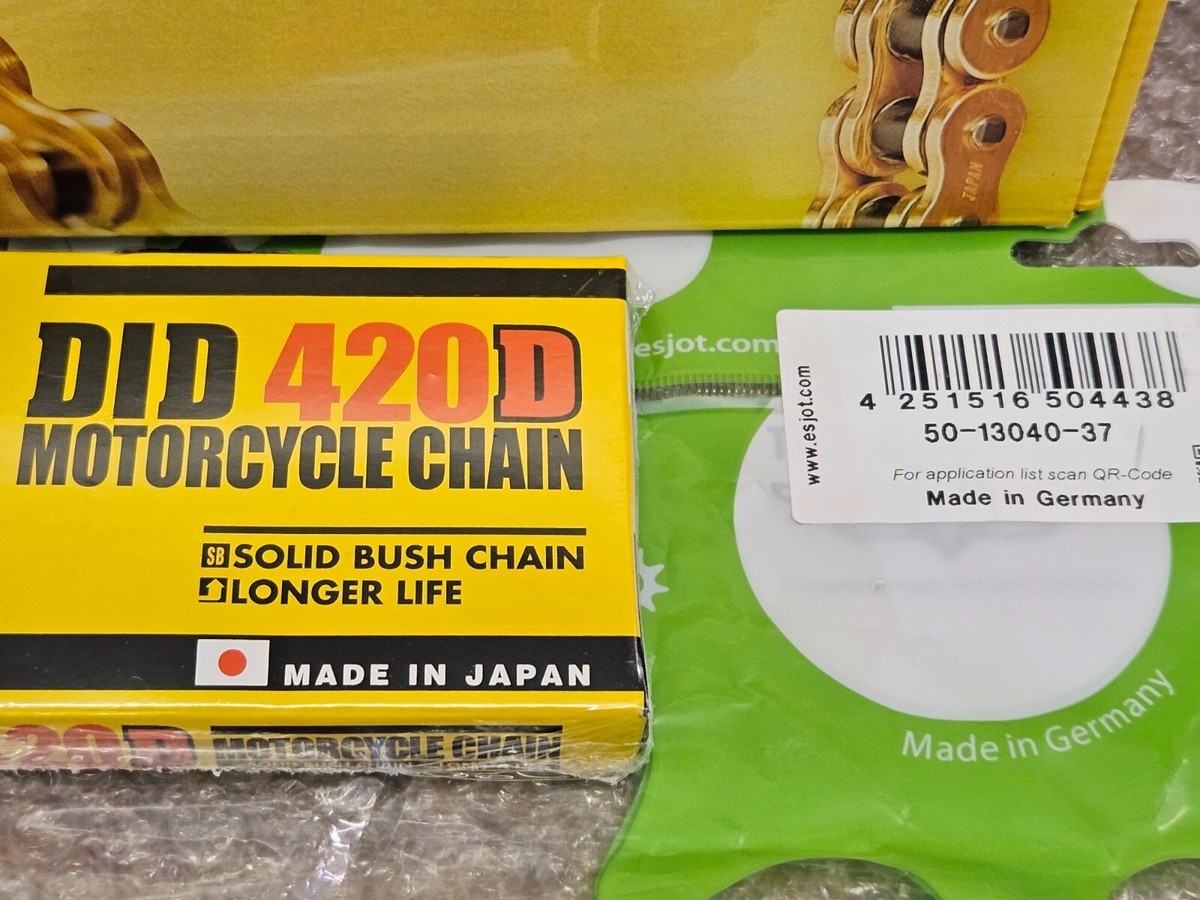 JAPAN
DID 420D
MOTORCYCLE CHAIN
SB SOLID BUSH CHAIN
LONGER LIFE
MADE IN JAPAN
20D MOTORCYCLE CHAIN
esjot.com
www.esjot.com
4 251516 504438
50-13040-37
For application list scan QR-Code
Made in Germany
Made in Germany